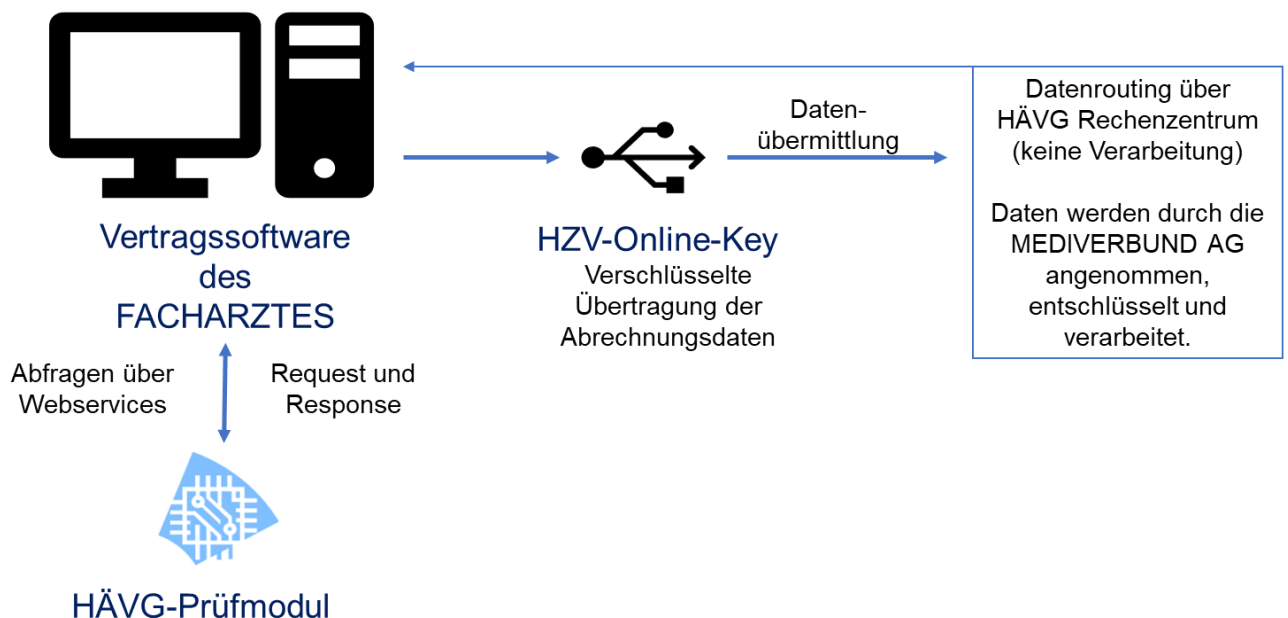 Vertragssoftware
des
FACHARZTES
Abfragen über
Webservices
Request und
Response
HÄVG-Prüfmodul
HZV-Online-Key
Verschlüsselte
Übertragung der
Abrechnungsdaten
Daten-
übermittlung
Datenrouting über
HÄVG Rechenzentrum
(keine Verarbeitung)
Daten werden durch die
MEDIVERBUND AG
angenommen,
entschlüsselt und
verarbeitet.